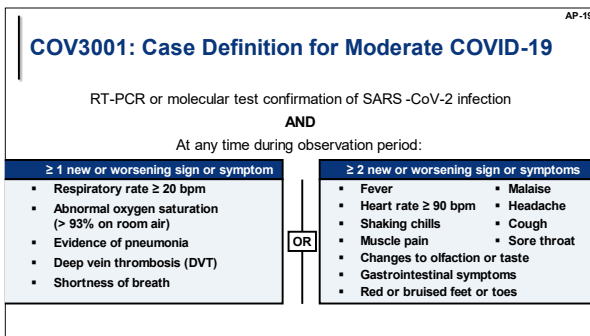 AP-19
COV3001: Case Definition for Moderate COVID-19
RT-PCR or molecular test confirmation of SARS -CoV-2 infection
AND
At any time during observation period:
≥ 1 new or worsening sign or symptom
▪ Respiratory rate ≥ 20 bpm
▪ Abnormal oxygen saturation
(> 93% on room air)
▪ Evidence of pneumonia
▪ Deep vein thrombosis (DVT)
▪ Shortness of breath
OR
≥ 2 new or worsening sign or symptoms
▪ Fever
▪ Heart rate ≥ 90 bpm
▪ Shaking chills
▪ Muscle pain
▪ Malaise
▪ Headache
▪ Cough
▪ Sore throat
▪ Changes to olfaction or taste
▪ Gastrointestinal symptoms
▪ Red or bruised feet or toes